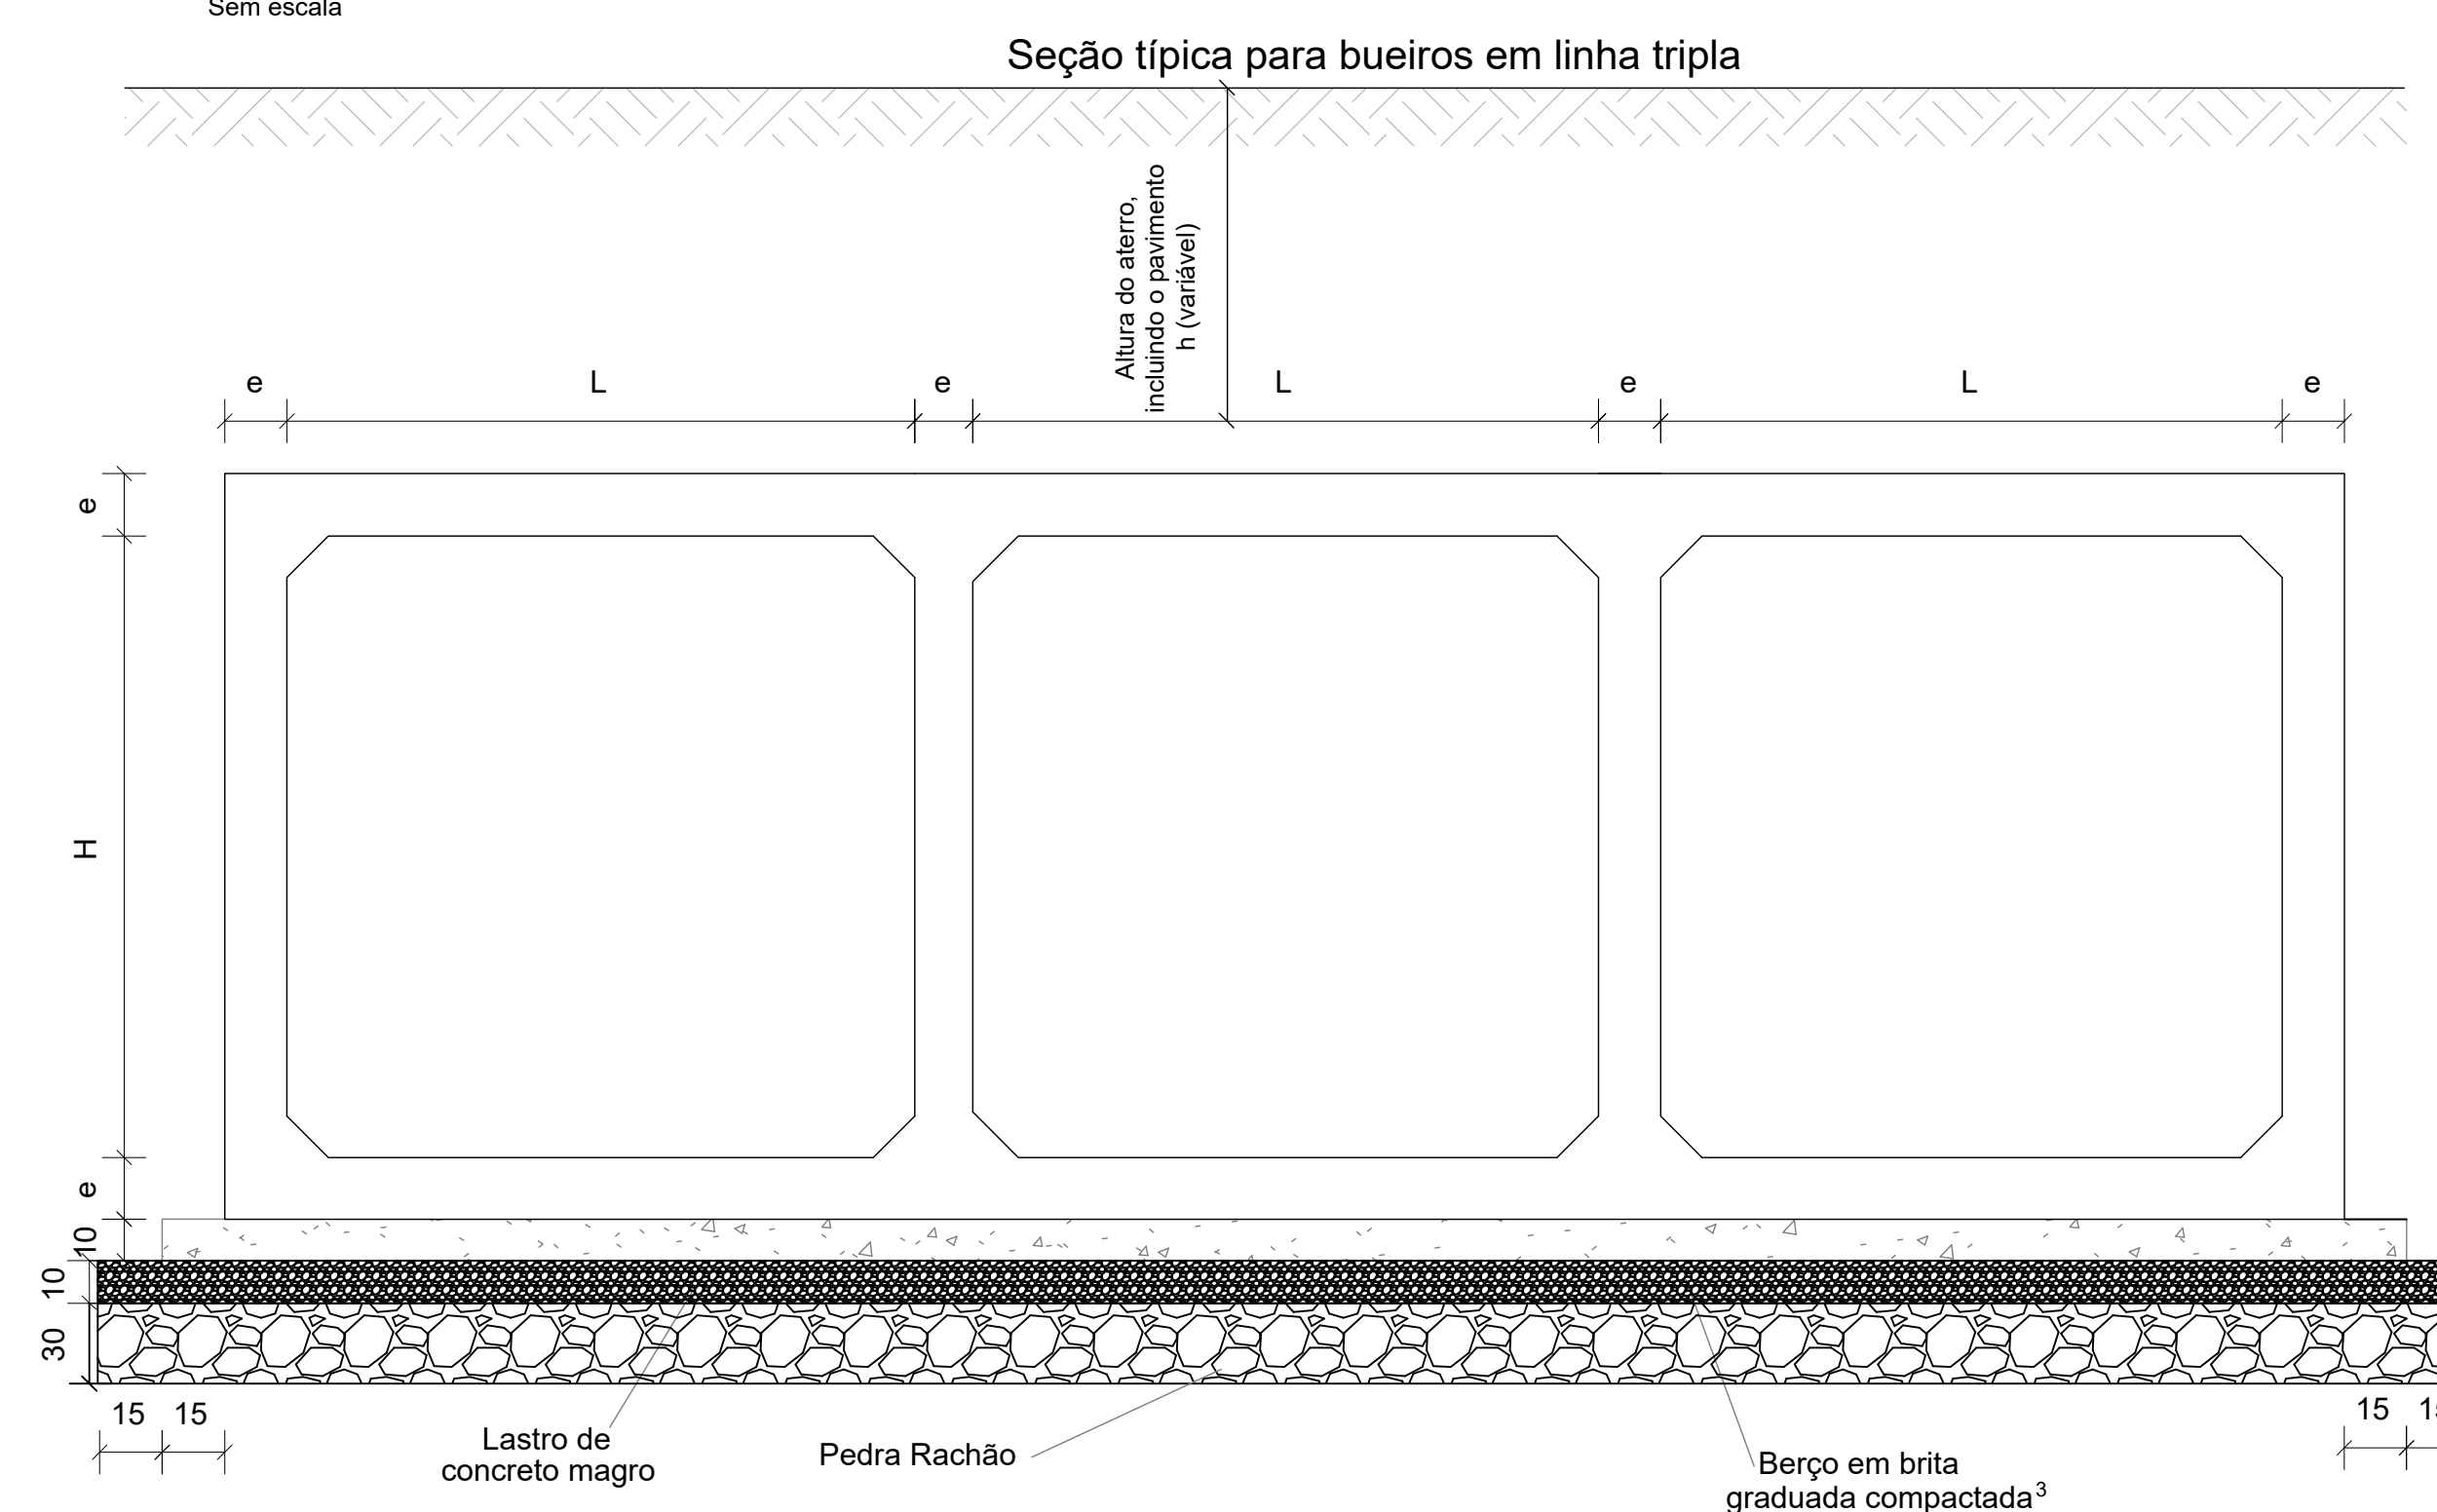 Sem escala
Seção típica para bueiros em linha tripla
Altura do aterro,
incluindo o pavimento
h (variável)
e
L
e
L
e
L
e
e
H
e
10
10
30
15
15
15
Lastro de
concreto magro
Pedra Rachão
Berço em brita
graduada compactada³